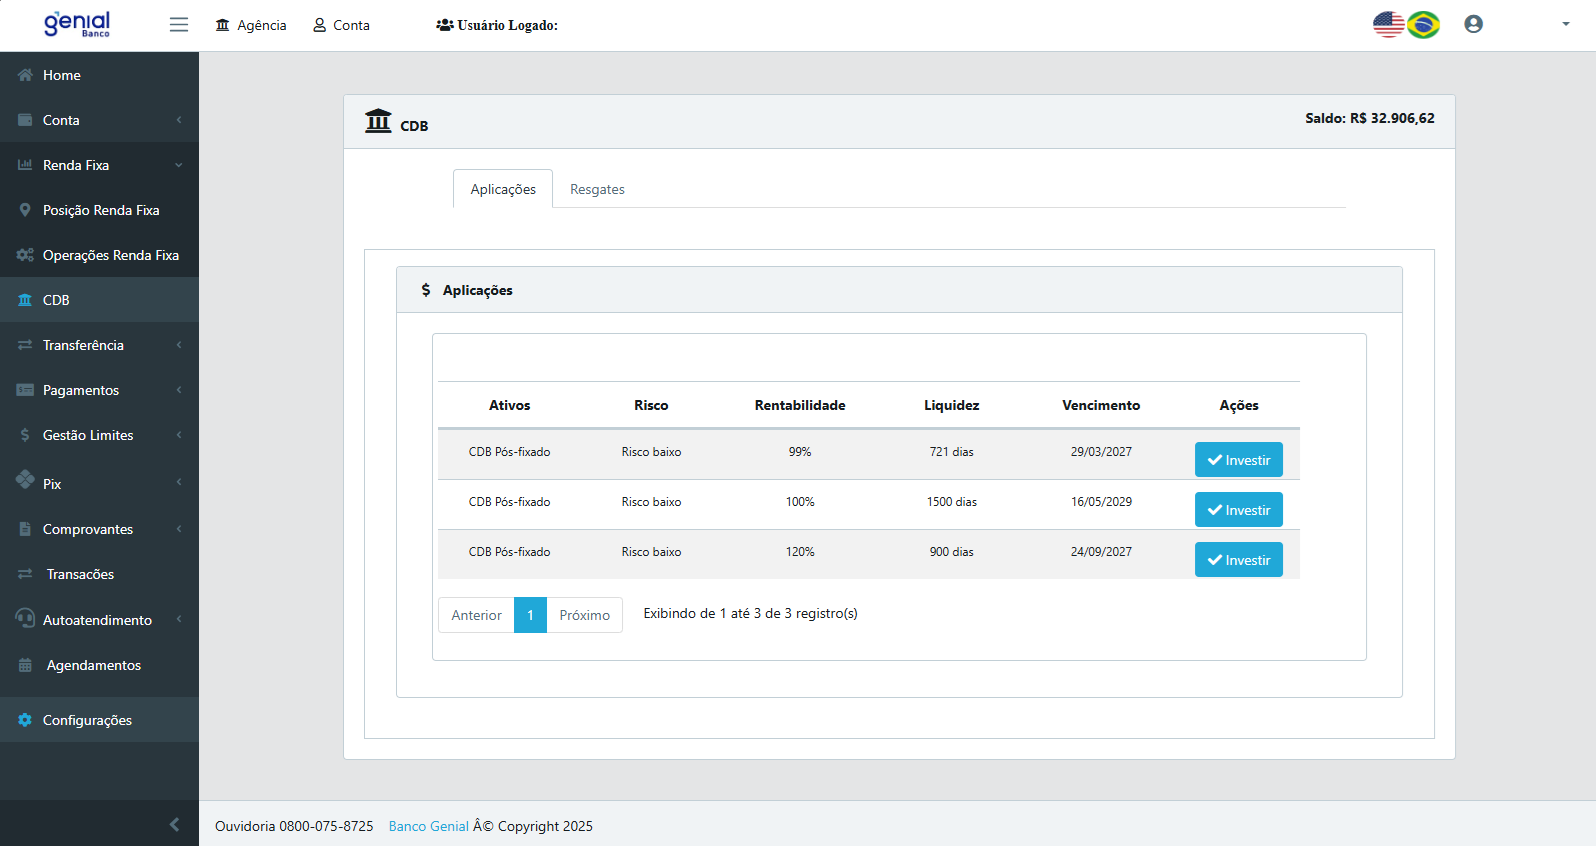 genial
Banco
Agência
Conta
Usuário Logado:
Home
Conta
Renda Fixa
Posição Renda Fixa
Operações Renda Fixa
CDB
Transferência
Pagamentos
Gestão Limites
Pix
Comprovantes
Transacões
Autoatendimento
Agendamentos
Configurações
CDB
Saldo: R$ 32.906,62
Aplicações Resgates
$ Aplicações
Ativos Risco Rentabilidade Liquidez Vencimento Ações
CDB Pós-fixado Risco baixo 99% 721 dias 29/03/2027 Investir
CDB Pós-fixado Risco baixo 100% 1500 dias 16/05/2029 Investir
CDB Pós-fixado Risco baixo 120% 900 dias 24/09/2027 Investir
Anterior 1 Próximo Exibindo de 1 até 3 de 3 registro(s)
Ouvidoria 0800-075-8725 Banco Genial Â© Copyright 2025